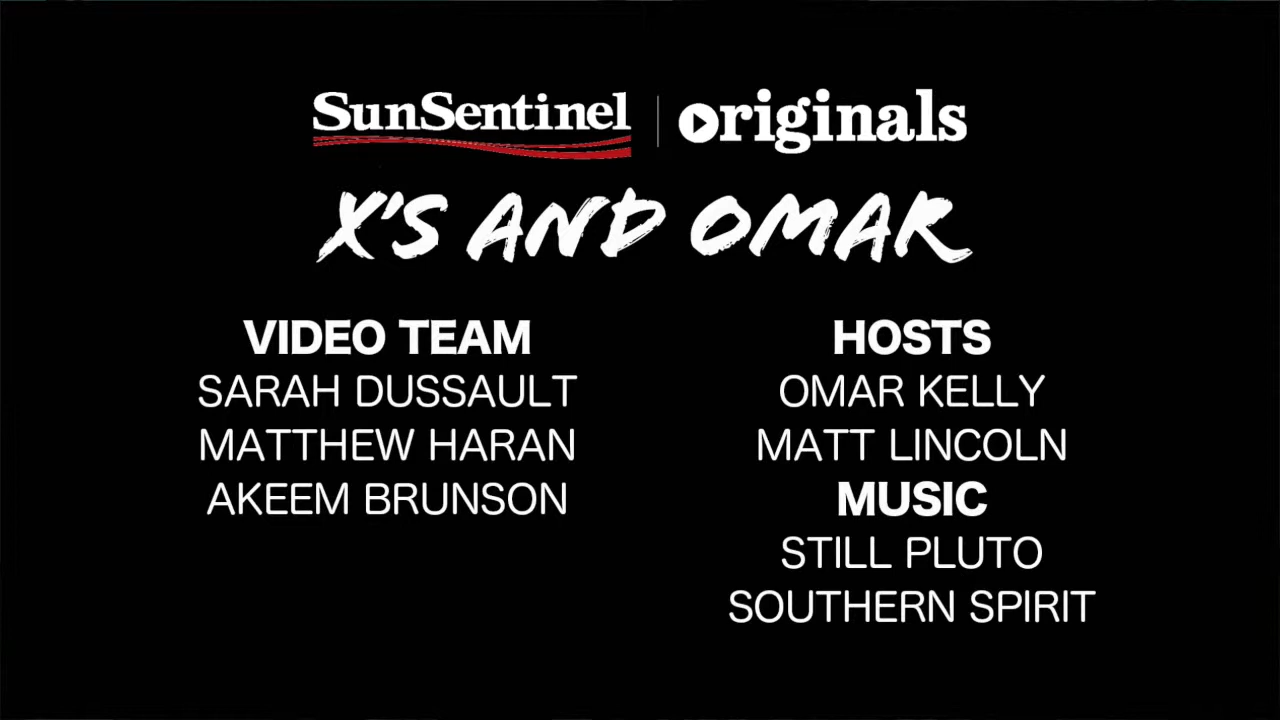 SunSentinel originals
X'S AND OMAR
VIDEO TEAM
SARAH DUSSAULT
MATTHEW HARAN
AKEEM BRUNSON
HOSTS
OMAR KELLY
MATT LINCOLN
MUSIC
STILL PLUTO
SOUTHERN SPIRIT